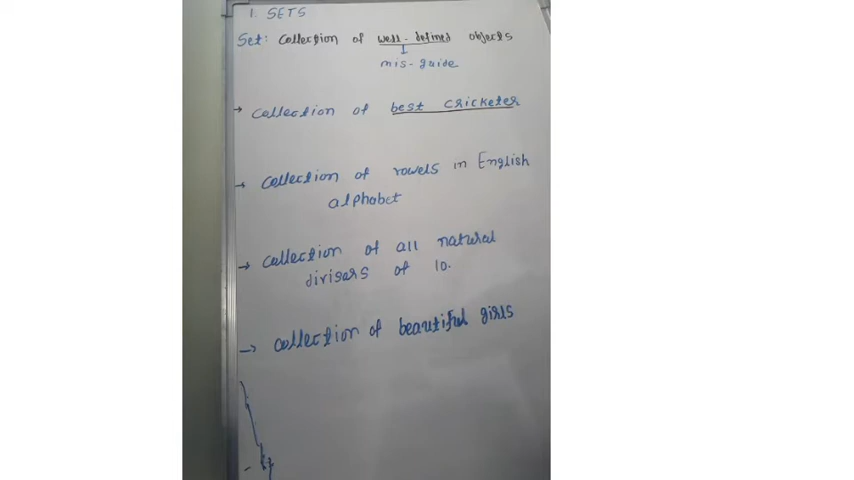 1. SETS
Set: collection of well-defined objects
mis-guide
→ collection of best cricketer
→ collection of vowels in English
alphabet
→ collection of all natural
divisers of 10.
→ collection of beautiful girls